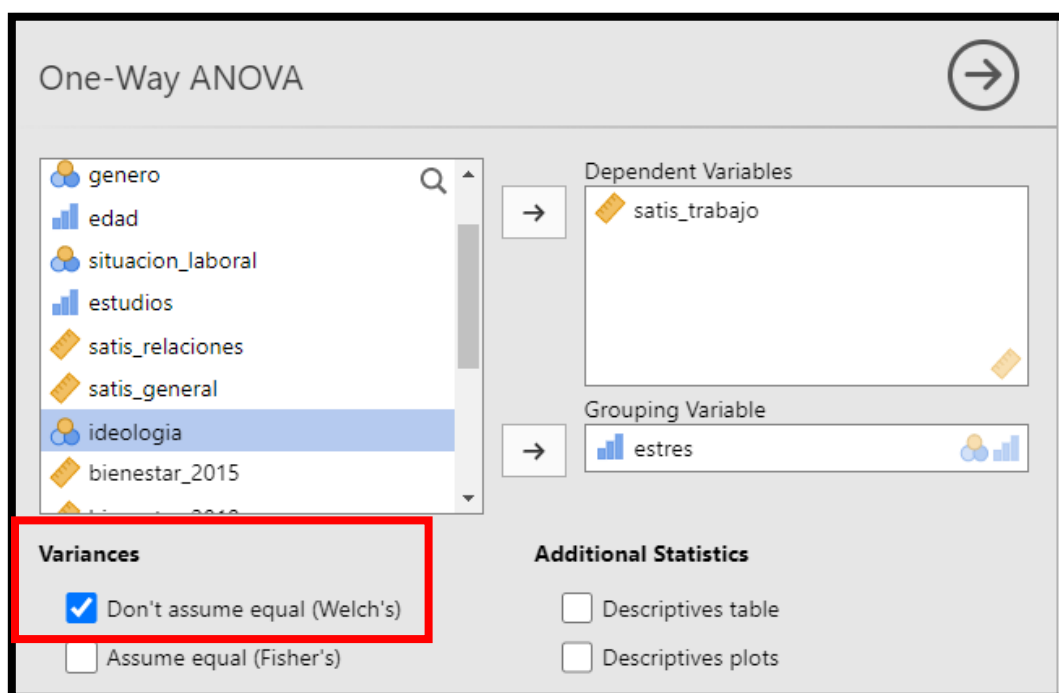 One-Way ANOVA
genero
edad
situacion_laboral
estudios
satis_relaciones
satis_general
ideologia
bienestar_2015
Dependent Variables
satis_trabajo
Grouping Variable
estres
Variances
Don't assume equal (Welch's)
Assume equal (Fisher's)
Additional Statistics
Descriptives table
Descriptives plots